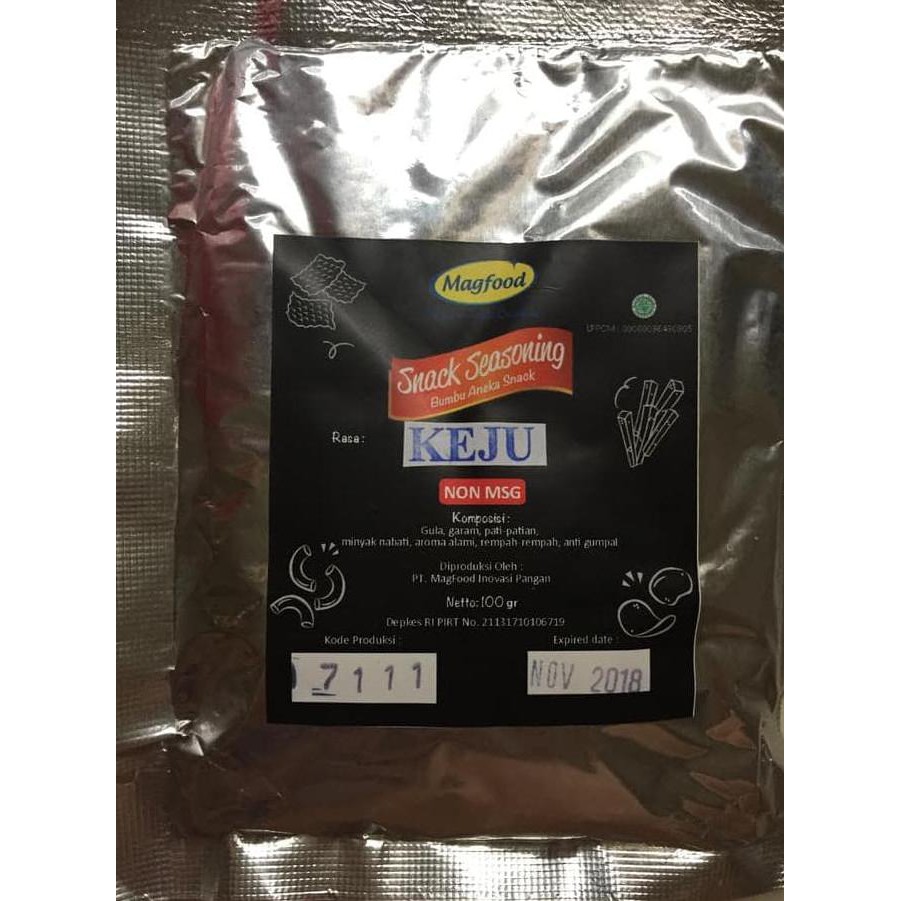 Magfood
Snack Seasoning
Bumbu Aneka Snack
Rasa : KEJU
NON MSG
Komposisi :
Gula, garam, pati-patian,
minyak nabati, aroma alami, rempah-rempah, anti gumpal
Diproduksi Oleh :
PT. MagFood Inovasi Pangan
Netto: 100 gr
Depkes RI PIRT No. 21131710106719
Kode Produksi :
7111
Expired date :
NOV 2018